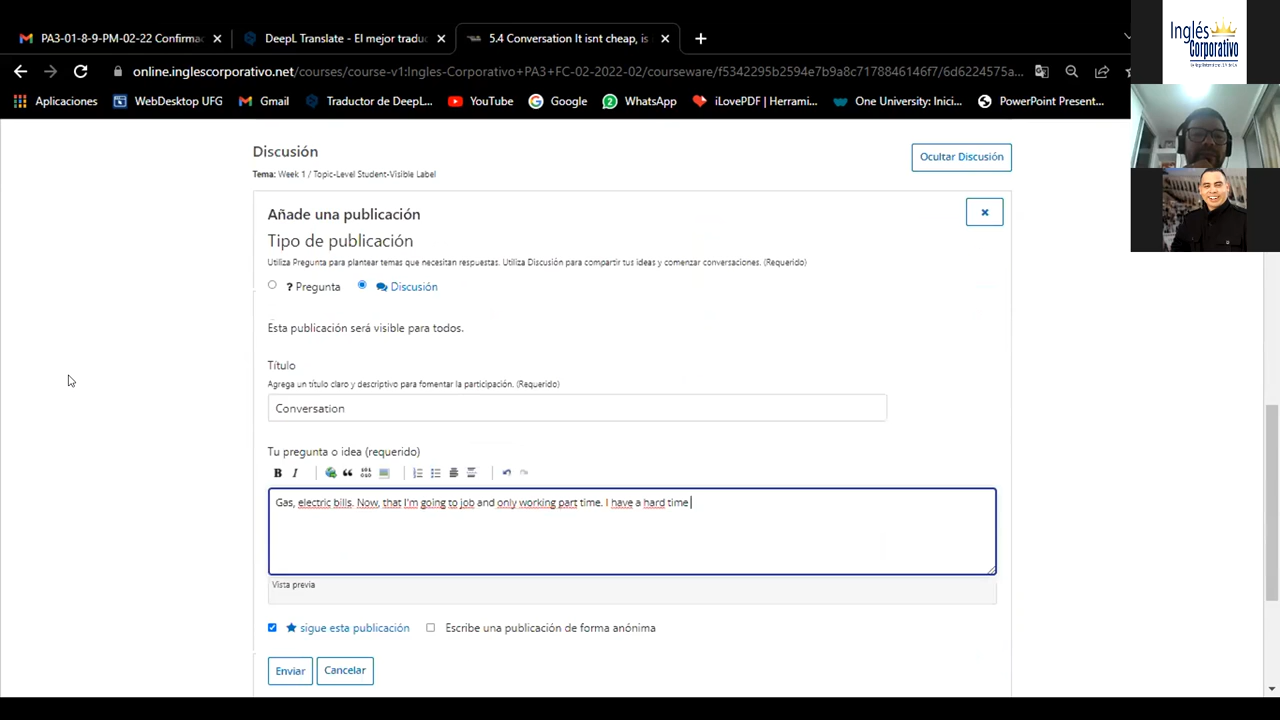 PA3-01-8-9-PM-02-22 Confirma
DeepL Translate - El mejor tradu
5.4 Conversation It isnt cheap, is
online.inglescorporativo.net/courses/course-v1:Ingles-Corporativo+PA3+FC-02-2022-02/courseware/f5342295b2594e7b9a8c7178846146f7/6d6224575a...
Aplicaciones
WebDesktop UFG
Gmail
Traductor de DeepL...
YouTube
Google
WhatsApp
iLovePDF | Herrami...
One University: Inici...
PowerPoint Present...
Inglés
Corporativo
Discusión
Ocultar Discusión
Tema: Week 1 / Topic-Level Student-Visible Label
Añade una publicación
Tipo de publicación
Utiliza Pregunta para plantear temas que necesitan respuestas. Utiliza Discusión para compartir tus ideas y comenzar conversaciones. (Requerido)
? Pregunta
Discusión
Esta publicación será visible para todos.
Título
Agrega un título claro y descriptivo para fomentar la participación. (Requerido)
Conversation
Tu pregunta o idea (requerido)
B I
Gas, electric bills. Now, that I'm going to job and only working part time. I have a hard time
Vista previa
sigue esta publicación
Escribe una publicación de forma anónima
Enviar
Cancelar